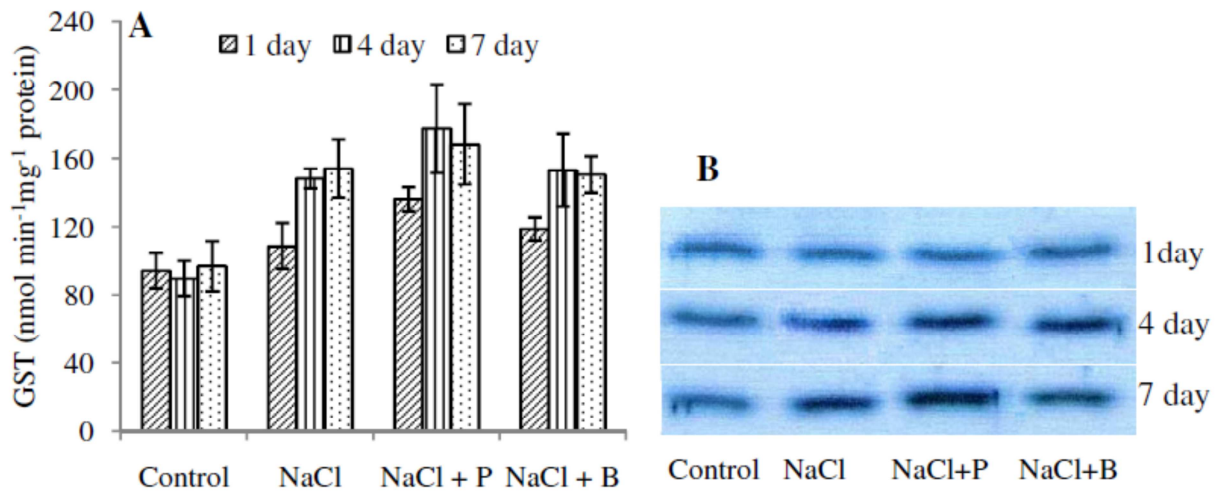 A
1 day 4 day 7 day
GST (nmol min⁻¹mg⁻¹ protein)
240
200
160
120
80
40
0
Control NaCl NaCl + P NaCl + B
B
1day
4 day
7 day
Control NaCl NaCl+P NaCl+B